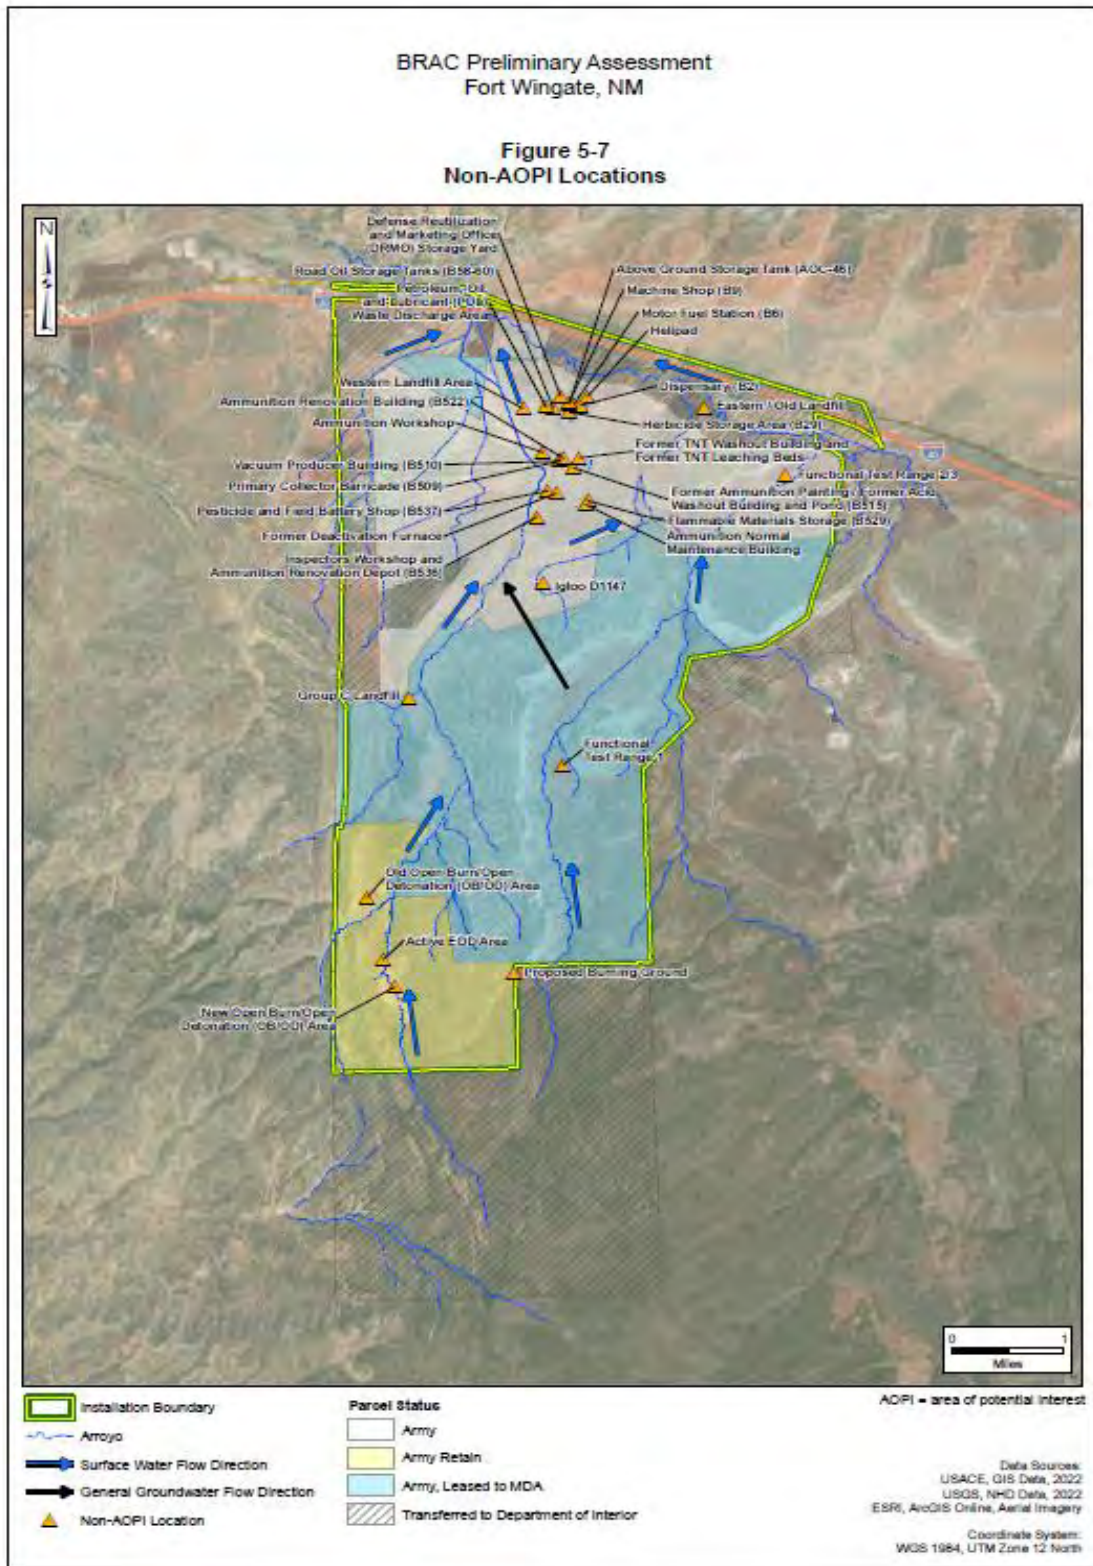 BRAC Preliminary Assessment
Fort Wingate, NM
Figure 5-7
Non-AOPI Locations
N
Defense Reutilization
and Marketing Office
(DRMO) Storage Yard
Road Oil Storage Tanks (B58-60)
Petroleum, Oil,
and Lubricant (POL)
Waste Discharge Area
Above Ground Storage Tank (AOC-46)
Machine Shop (B9)
Motor Fuel Station (B6)
Helipad
Western Landfill Area
Dispensary (B2)
Ammunition Renovation Building (B522)
Eastern / Old Landfill
Ammunition Workshop
Herbicide Storage Area (B29)
Former TNT Washout Building and
Former TNT Leaching Beds
Vacuum Producer Building (B510)
Functional Test Range 2/3
Primary Collector Barricade (B509)
Former Ammunition Painting / Former Acid
Washout Building and Pond (B515)
Pesticide and Field Battery Shop (B537)
Flammable Materials Storage (B529)
Former Deactivation Furnace
Ammunition Normal
Maintenance Building
Inspectors Workshop and
Ammunition Renovation Depot (B536)
Igloo D1147
Group C Landfill
Functional
Test Range 1
Old Open Burn/Open
Detonation (OB/OD) Area
Active EOD Area
Proposed Burning Ground
New Open Burn/Open
Detonation (OB/OD) Area
0 1
Miles
Installation Boundary
Arroyo
Surface Water Flow Direction
General Groundwater Flow Direction
Non-AOPI Location
Parcel Status
Army
Army Retain
Army, Leased to MDA
Transferred to Department of Interior
AOPI = area of potential interest
Data Sources:
USACE, GIS Data, 2022
USGS, NHD Data, 2022
ESRI, ArcGIS Online, Aerial Imagery
Coordinate System:
WGS 1984, UTM Zone 12 North